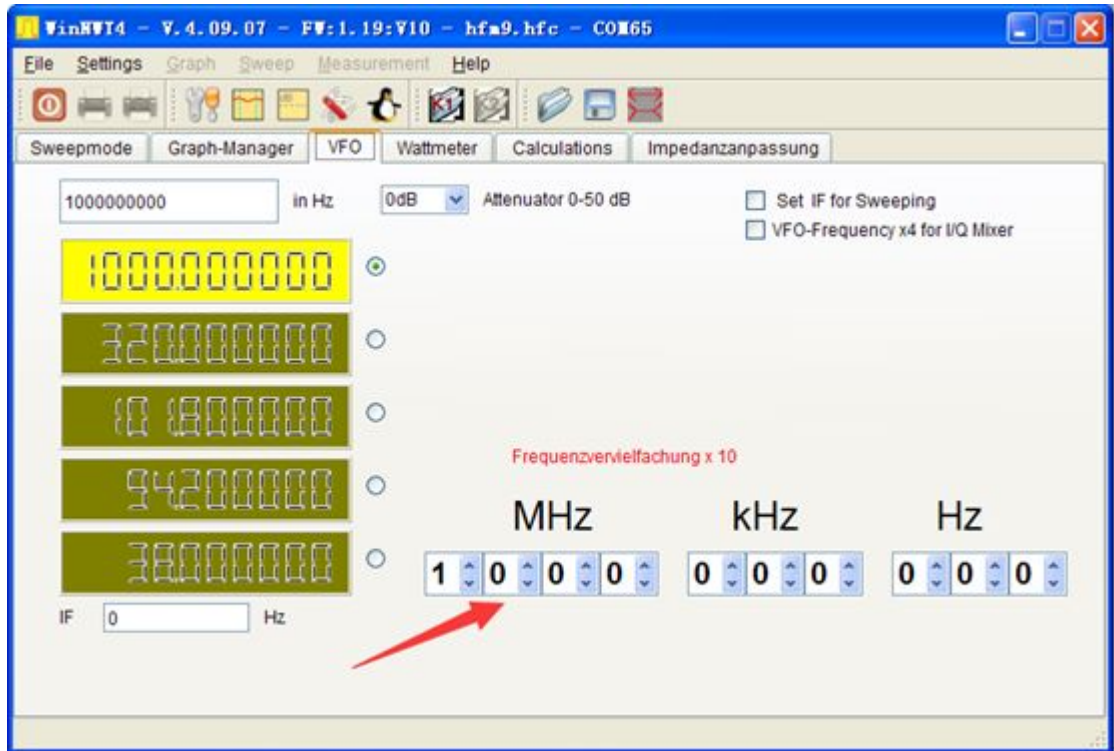 WinNWT4 - V.4.09.07 - FW:1.19:V10 - hfm9.hfc - COM65
File Settings Graph Sweep Measurement Help
K1
Sweepmode Graph-Manager VFO Wattmeter Calculations Impedanzanpassung
1000000000 in Hz 0dB Attenuator 0-50 dB Set IF for Sweeping
VFO-Frequency x4 for I/Q Mixer
1000.000000
320.000000
101.800000
94.200000
38.000000
Frequenzvervielfachung x 10
MHz kHz Hz
1 0 0 0 0 0 0 0 0 0
IF 0 Hz